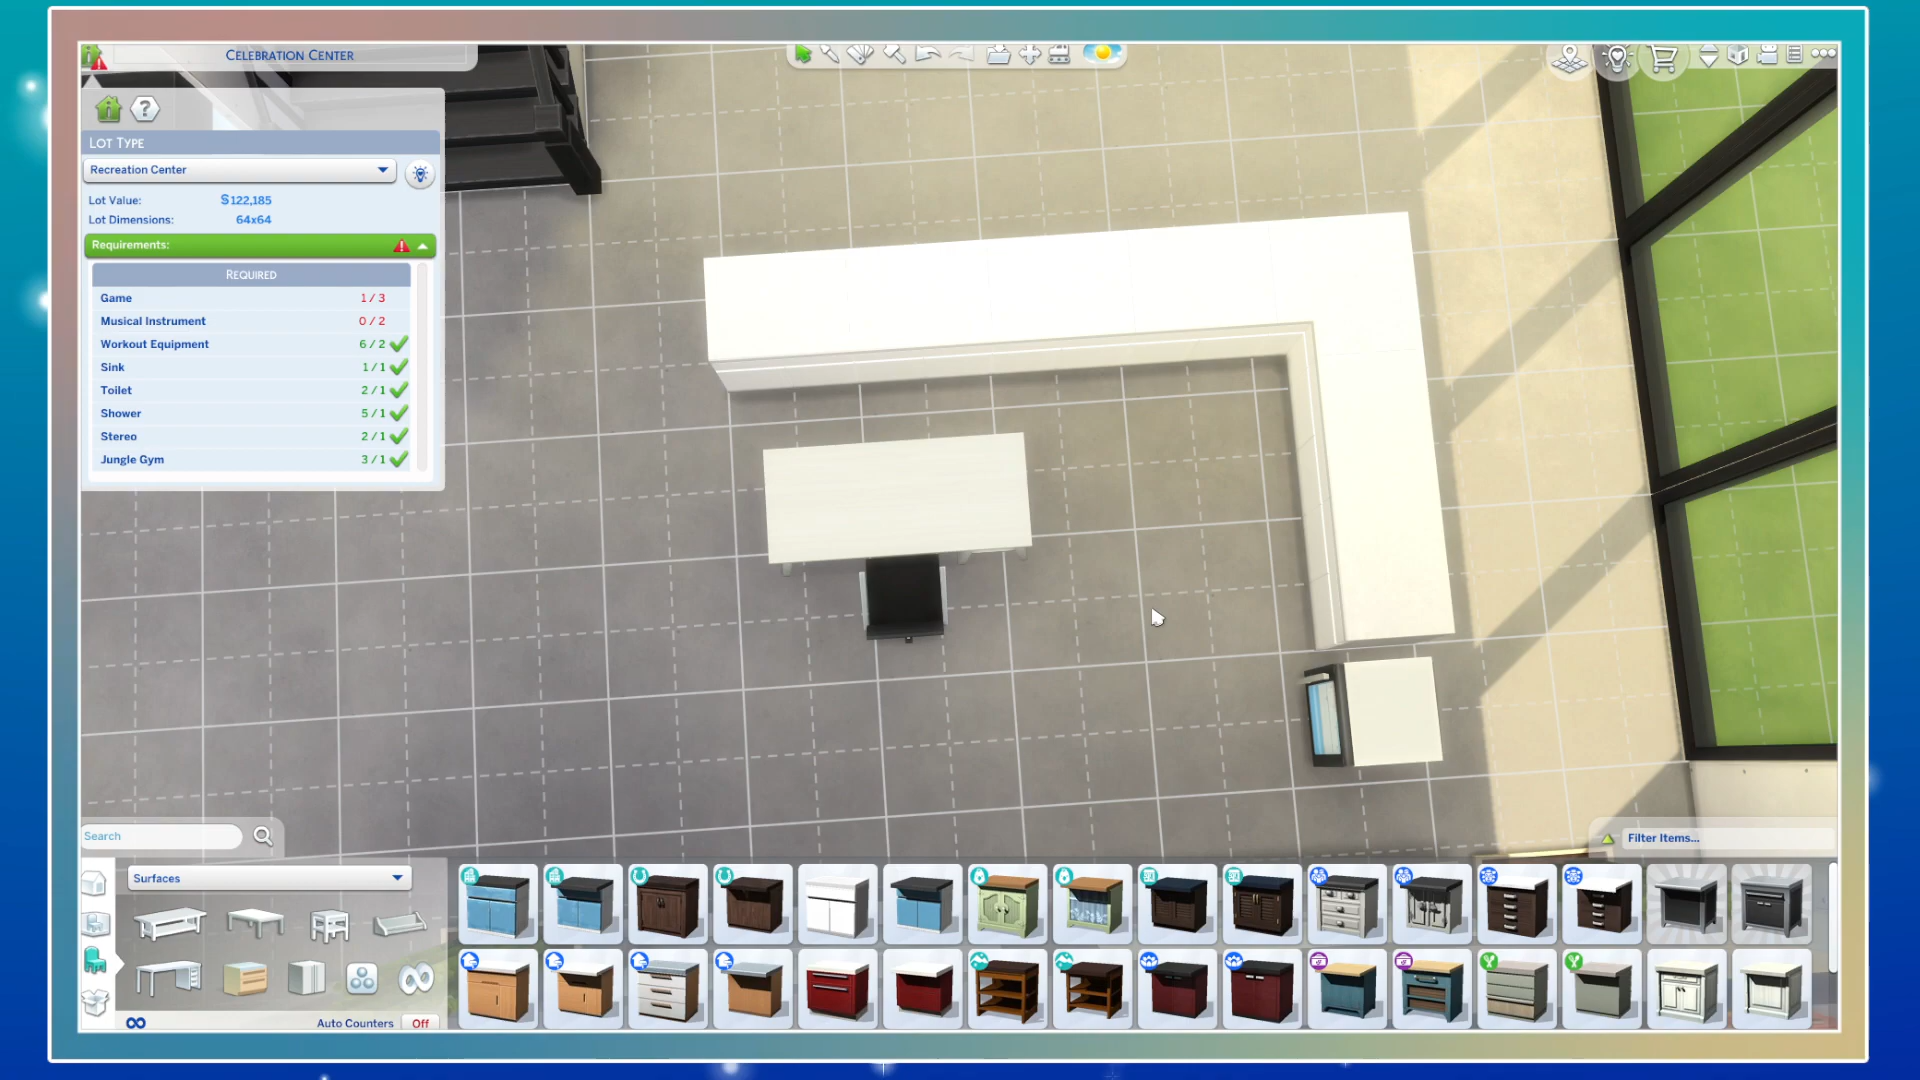 CELEBRATION CENTER
LOT TYPE
Recreation Center
Lot Value: §122,185
Lot Dimensions: 64x64
Requirements:
REQUIRED
Game 1 / 3
Musical Instrument 0 / 2
Workout Equipment 6 / 2
Sink 1 / 1
Toilet 2 / 1
Shower 5 / 1
Stereo 2 / 1
Jungle Gym 3 / 1
Search
Filter Items...
Surfaces
Auto Counters Off